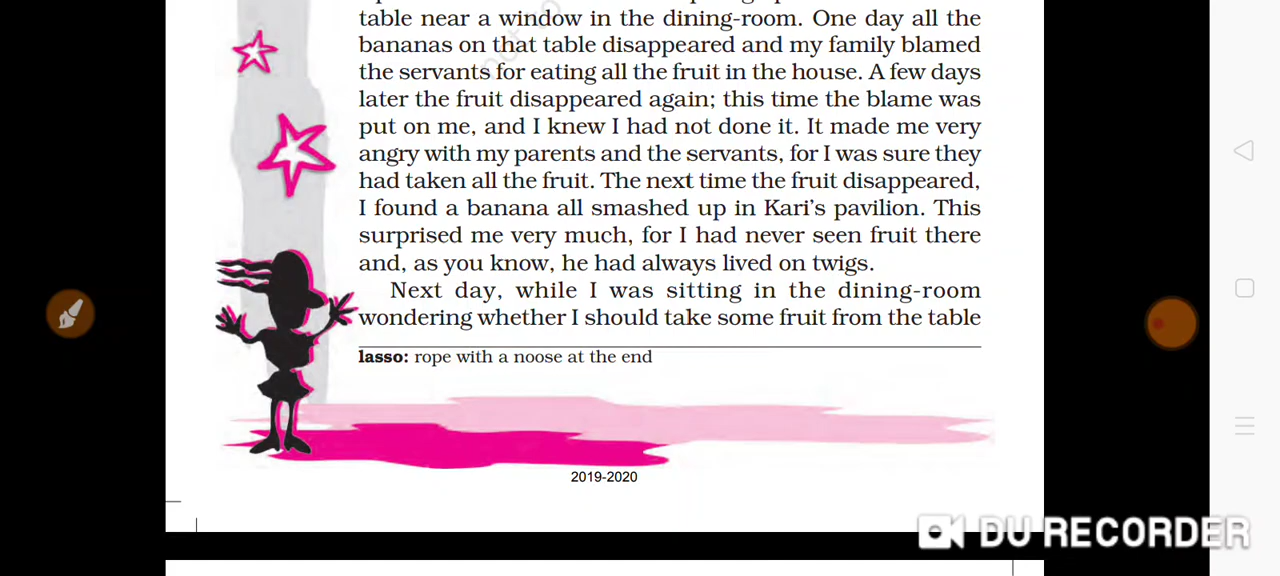 table near a window in the dining-room. One day all the
bananas on that table disappeared and my family blamed
the servants for eating all the fruit in the house. A few days
later the fruit disappeared again; this time the blame was
put on me, and I knew I had not done it. It made me very
angry with my parents and the servants, for I was sure they
had taken all the fruit. The next time the fruit disappeared,
I found a banana all smashed up in Kari’s pavilion. This
surprised me very much, for I had never seen fruit there
and, as you know, he had always lived on twigs.
Next day, while I was sitting in the dining-room
wondering whether I should take some fruit from the table
lasso: rope with a noose at the end
2019-2020
DU RECORDER